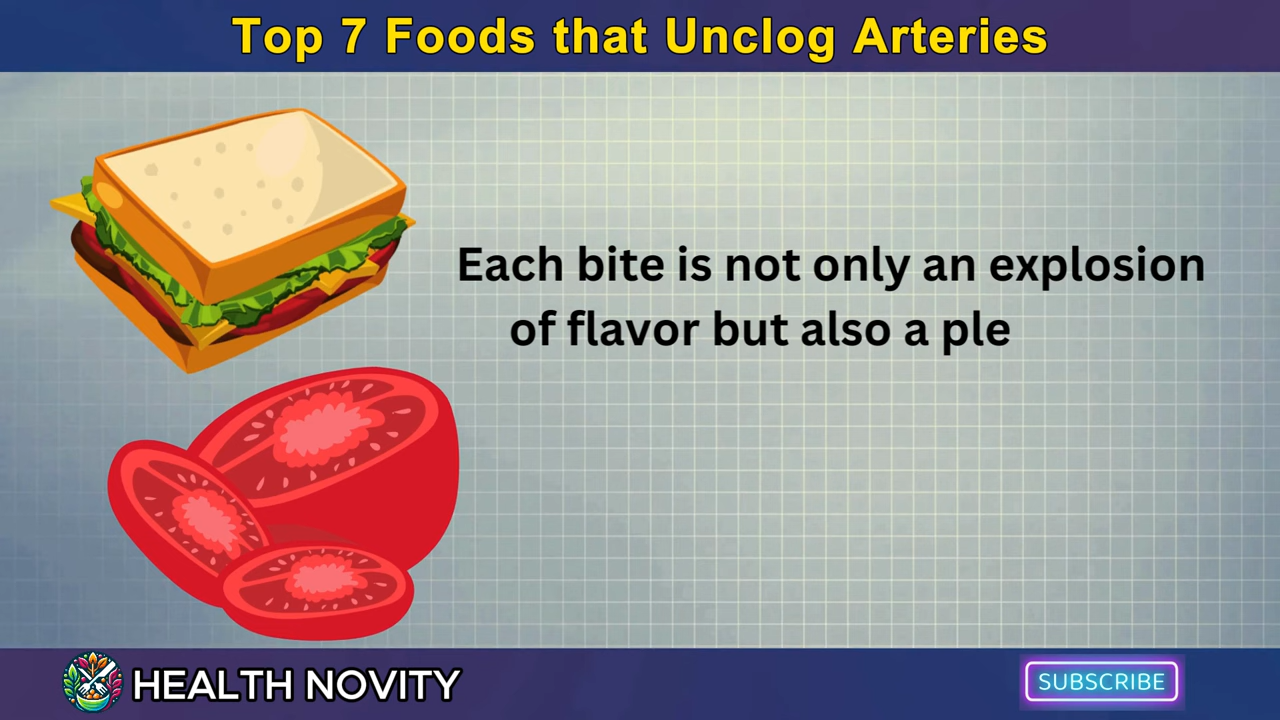 Top 7 Foods that Unclog Arteries
Each bite is not only an explosion
of flavor but also a ple
HEALTH NOVITY
SUBSCRIBE